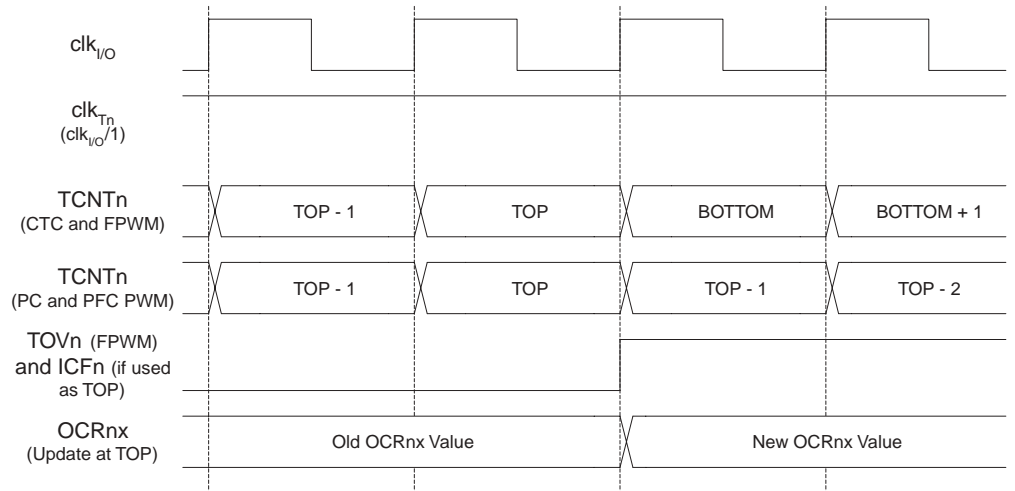 clkI/O
clkTn
(clkI/O/1)
TCNTn
(CTC and FPWM)
TOP - 1 TOP BOTTOM BOTTOM + 1
TCNTn
(PC and PFC PWM)
TOP - 1 TOP TOP - 1 TOP - 2
TOVn (FPWM)
and ICFn (if used
as TOP)
OCRnx
(Update at TOP)
Old OCRnx Value New OCRnx Value